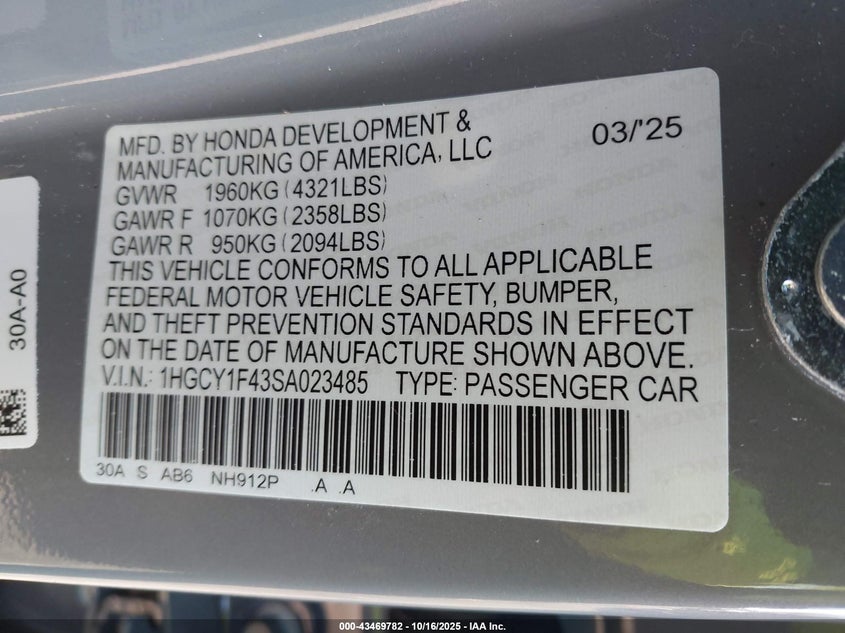 MFD. BY HONDA DEVELOPMENT &
MANUFACTURING OF AMERICA, LLC
03/'25
GVWR 1960KG (4321LBS)
GAWR F 1070KG (2358LBS)
GAWR R 950KG (2094LBS)
THIS VEHICLE CONFORMS TO ALL APPLICABLE
FEDERAL MOTOR VEHICLE SAFETY, BUMPER,
AND THEFT PREVENTION STANDARDS IN EFFECT
ON THE DATE OF MANUFACTURE SHOWN ABOVE.
V.I.N.: 1HGCY1F43SA023485 TYPE: PASSENGER CAR
30A S AB6 NH912P .A .A
30A-A0
000-43469782 - 10/16/2025 - IAA Inc.